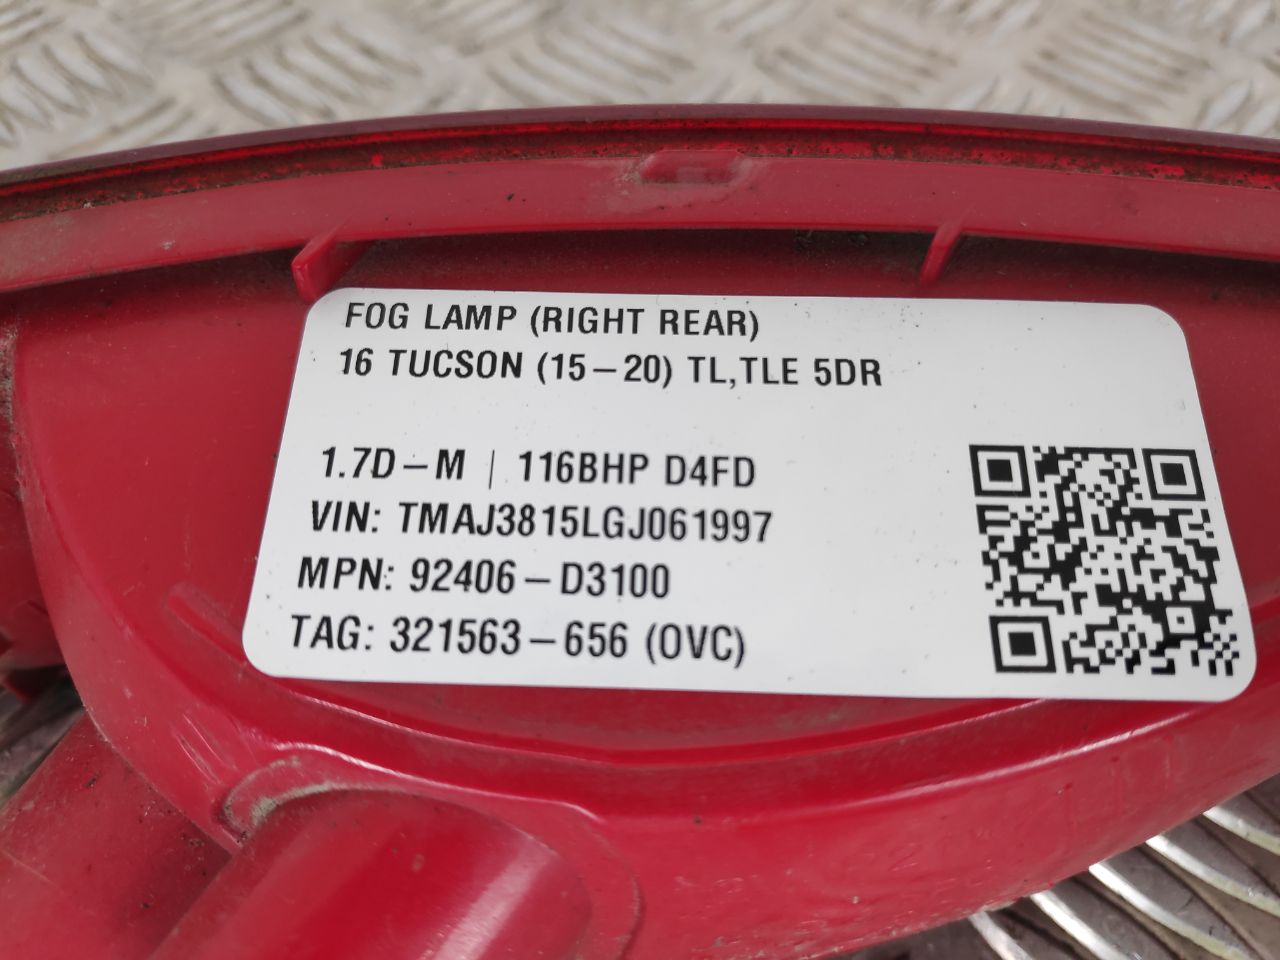 FOG LAMP (RIGHT REAR)
16 TUCSON (15-20) TL,TLE 5DR
1.7D-M | 116BHP D4FD
VIN: TMAJ3815LGJ061997
MPN: 92406-D3100
TAG: 321563-656 (OVC)